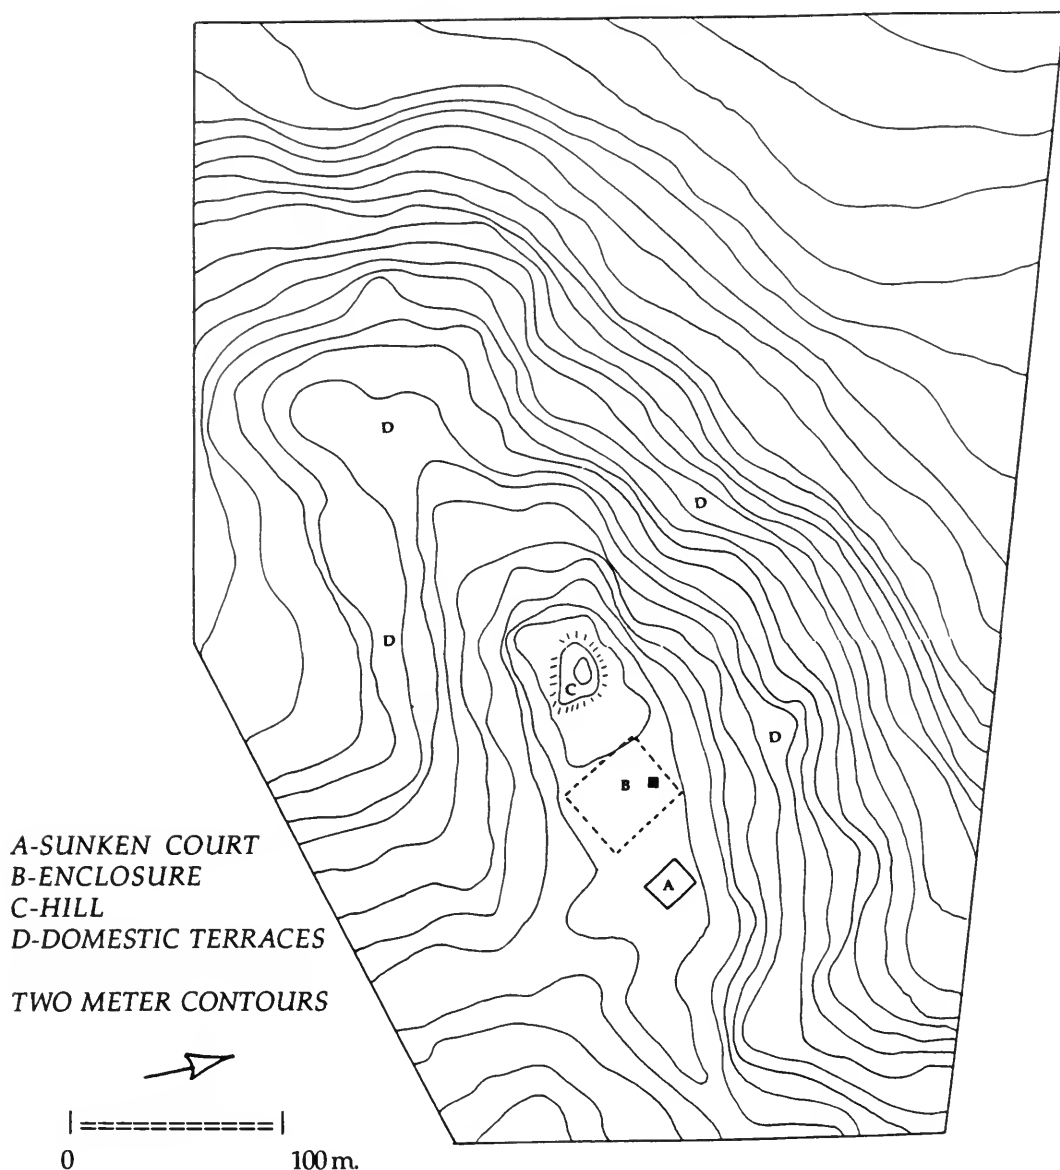 D
D
D
C
D
B
A
A-SUNKEN COURT
B-ENCLOSURE
C-HILL
D-DOMESTIC TERRACES
TWO METER CONTOURS
0 100 m.